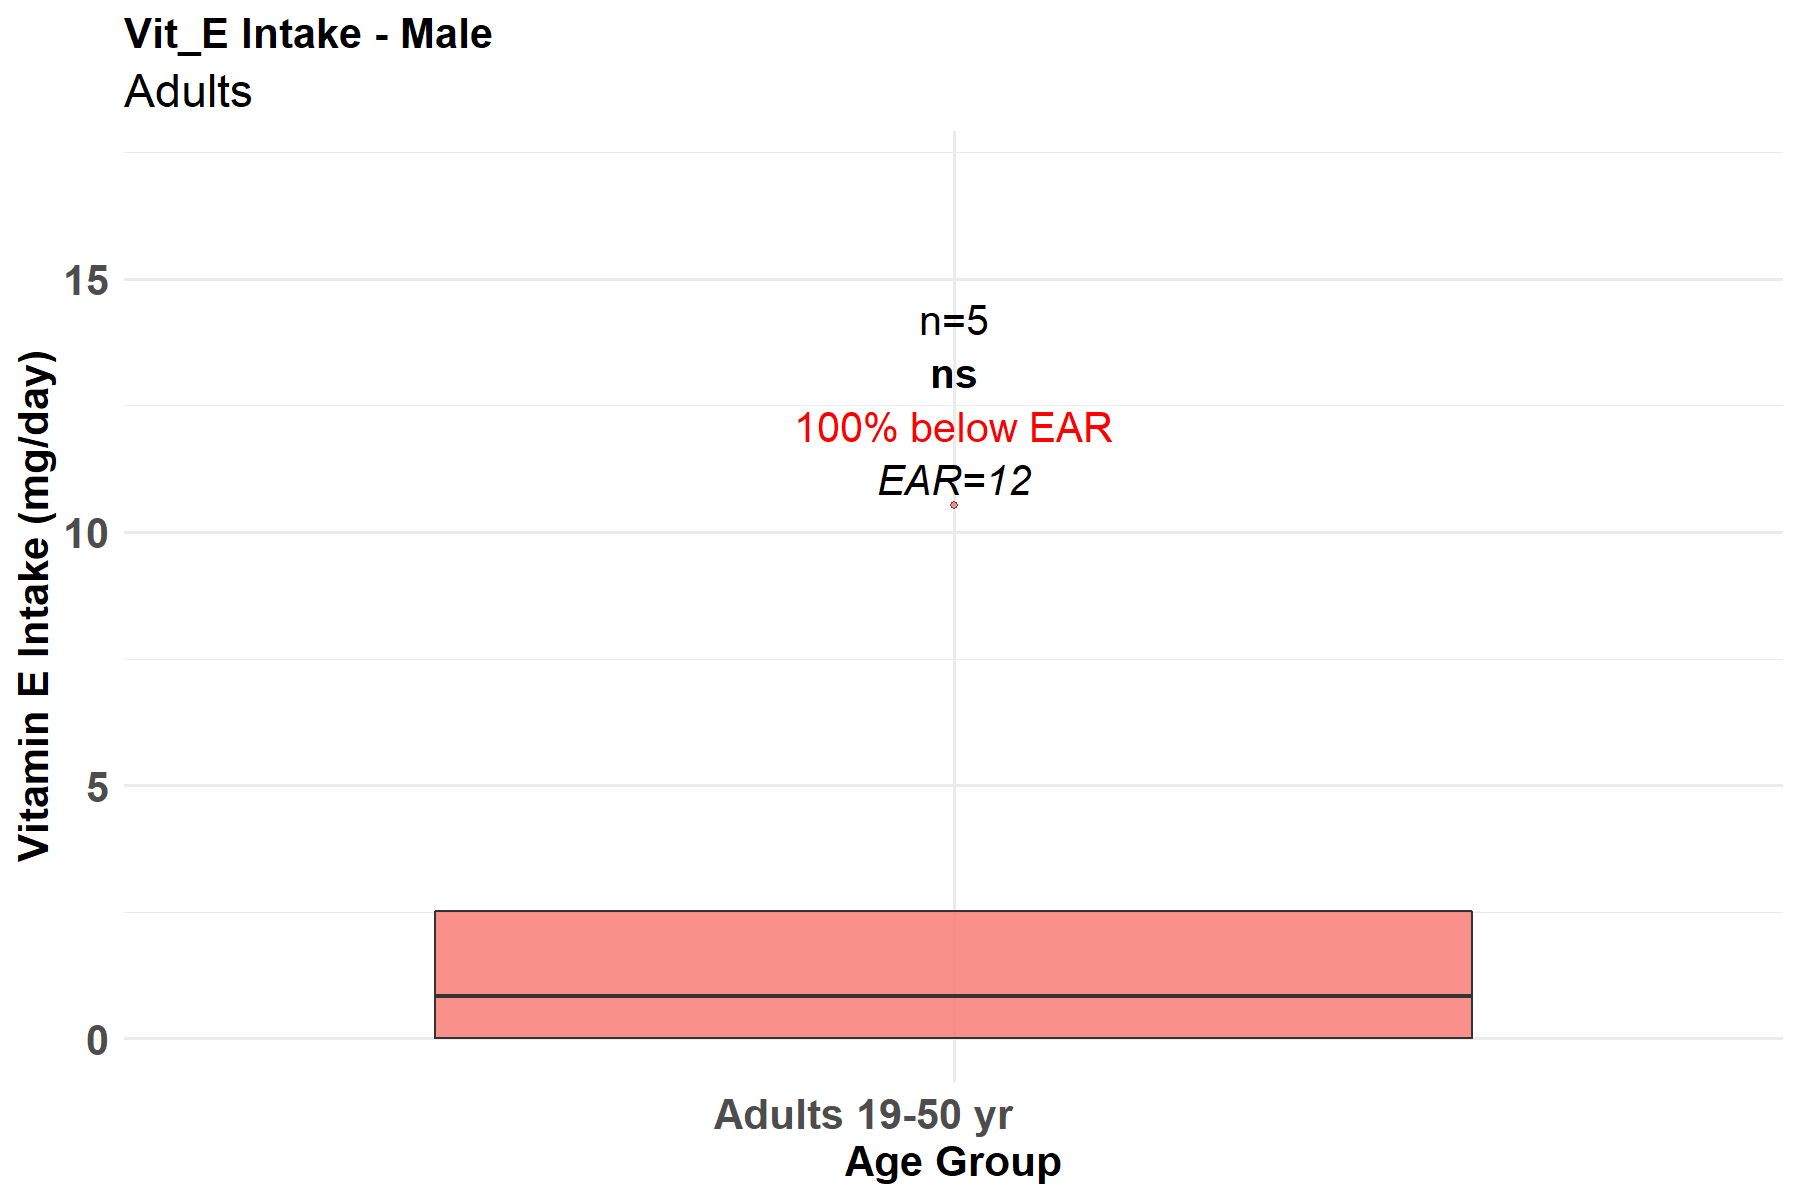 Vit_E Intake - Male
Adults
Vitamin E Intake (mg/day)
15
10
5
0
n=5
ns
100% below EAR
EAR=12
Adults 19-50 yr
Age Group